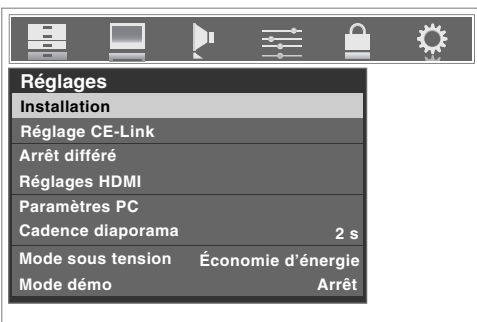 Réglages
Installation
Réglage CE-Link
Arrêt différé
Réglages HDMI
Paramètres PC
Cadence diaporama 2 s
Mode sous tension Économie d'énergie
Mode démo Arrêt